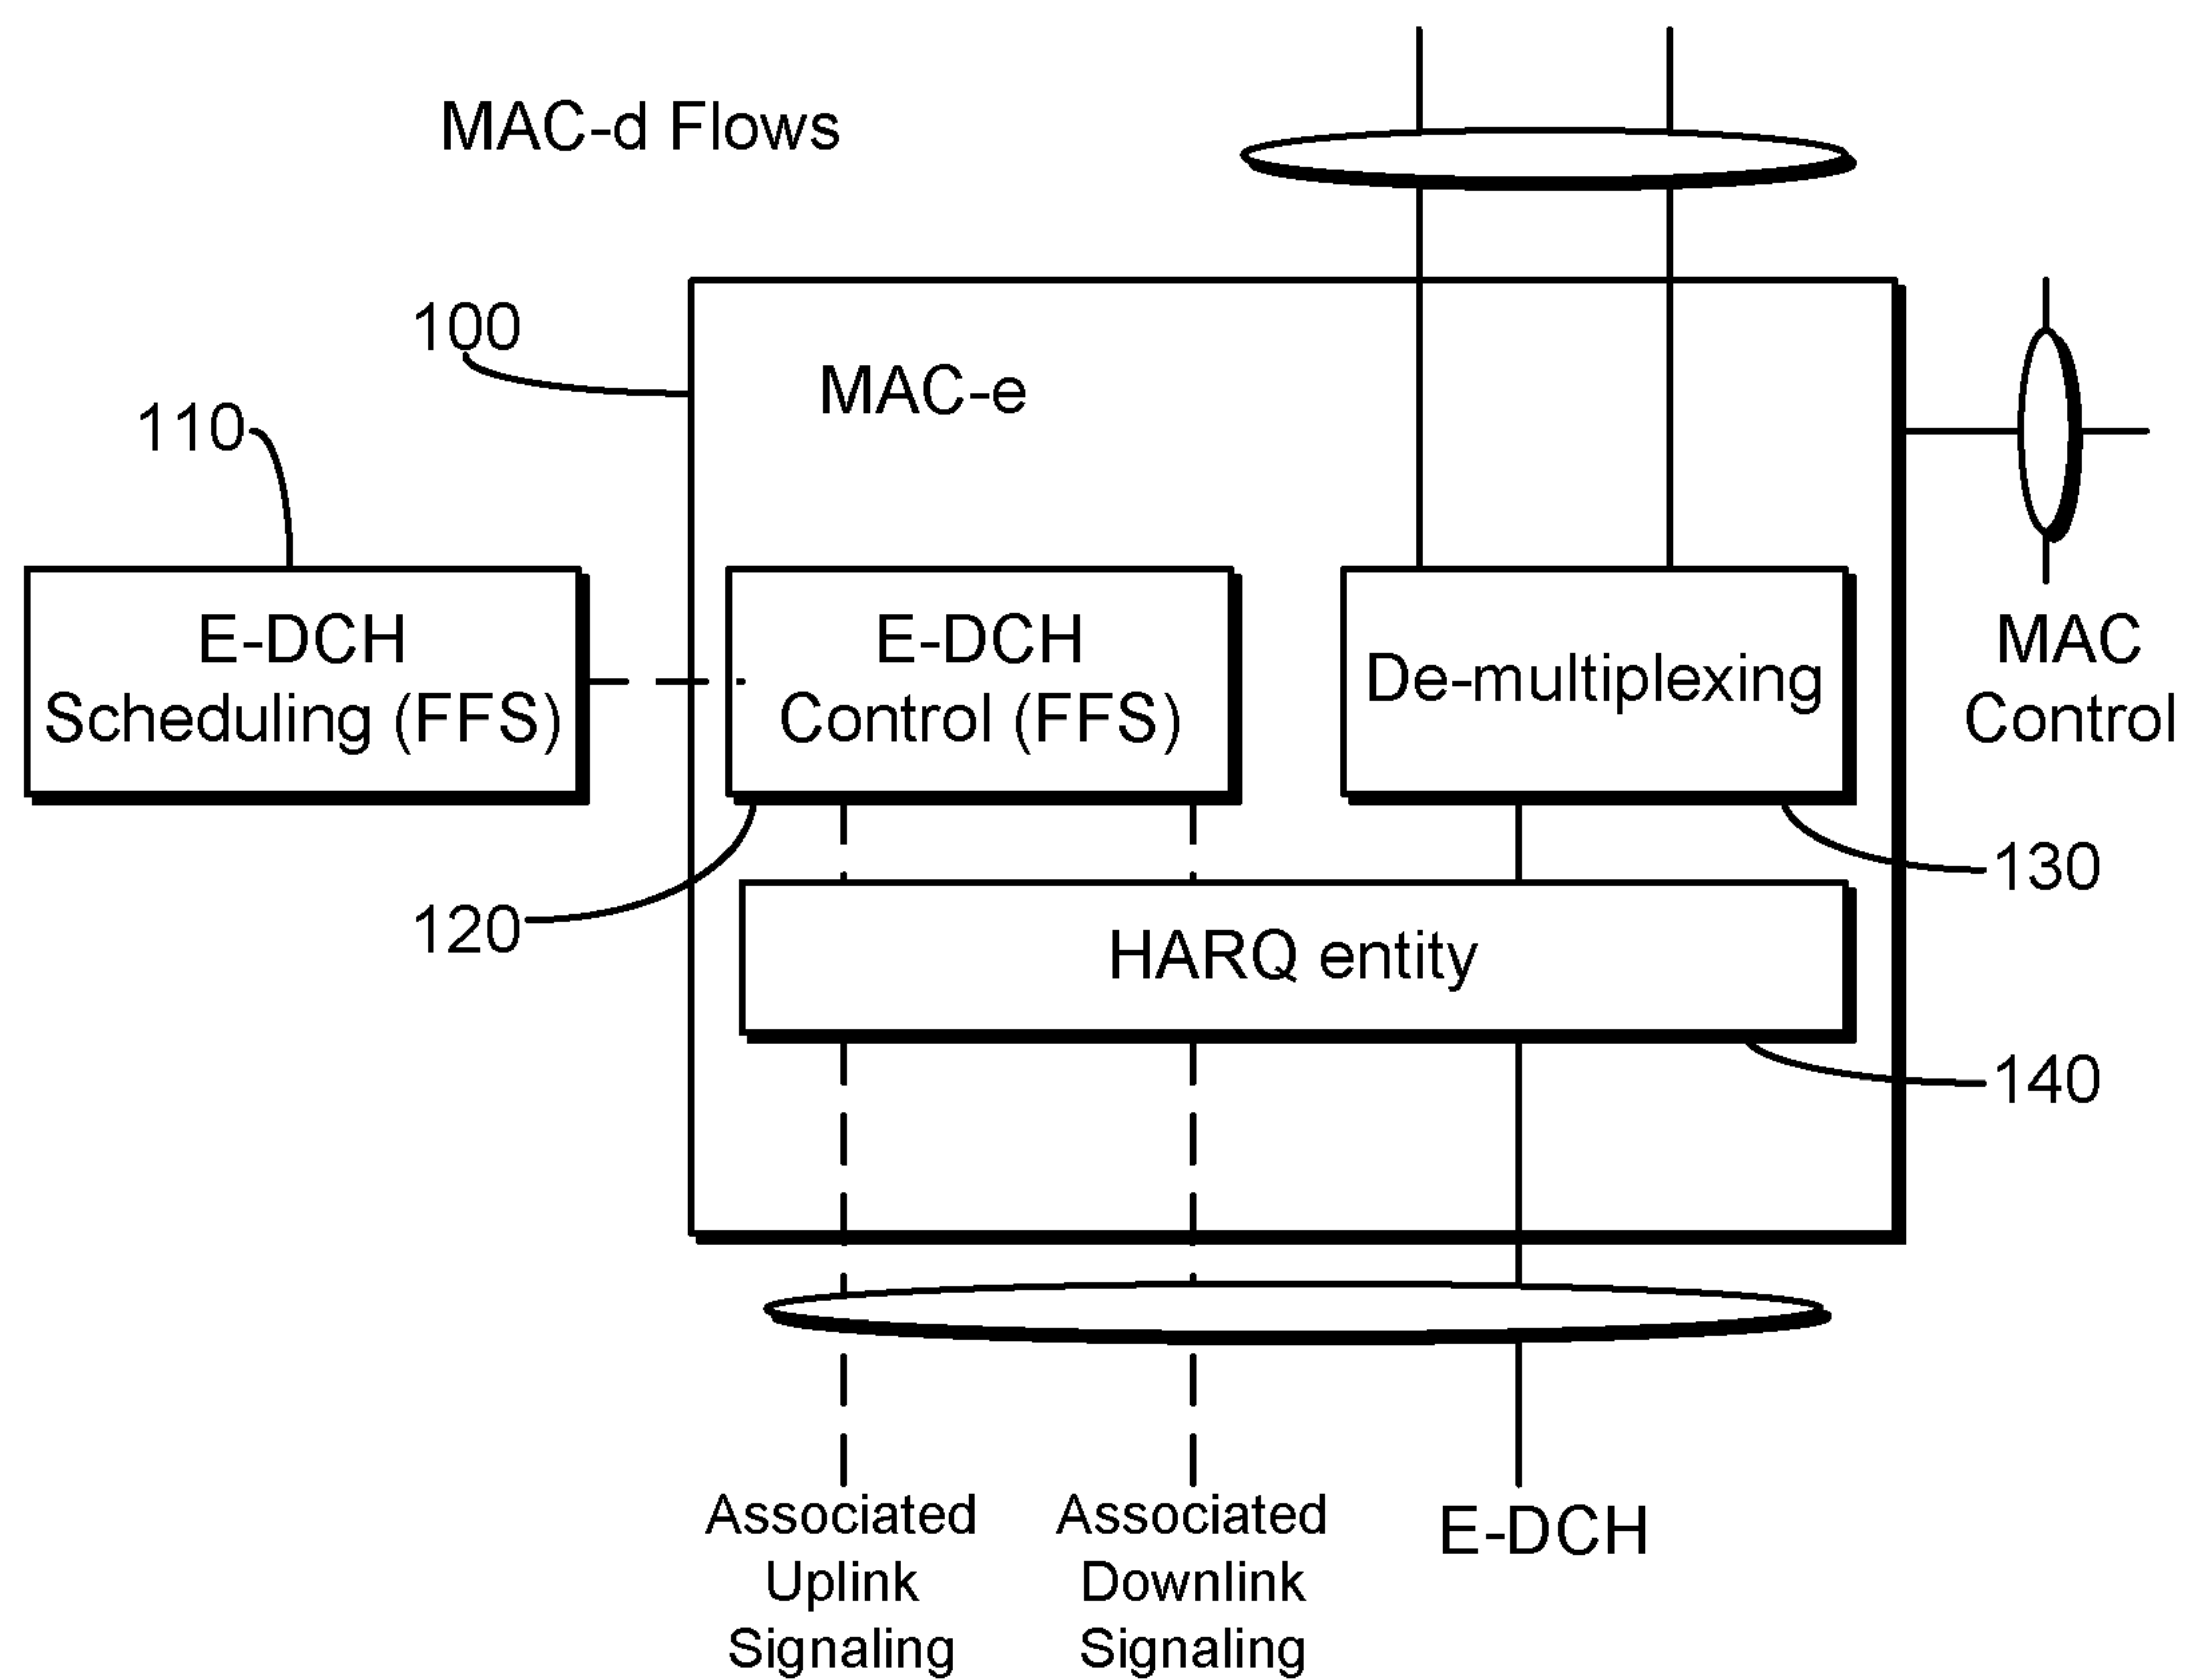 MAC-d Flows
100
MAC-e
110
E-DCH
Scheduling (FFS)
E-DCH
Control (FFS)
De-multiplexing
MAC
Control
130
120
HARQ entity
140
Associated
Uplink
Signaling
Associated
Downlink
Signaling
E-DCH